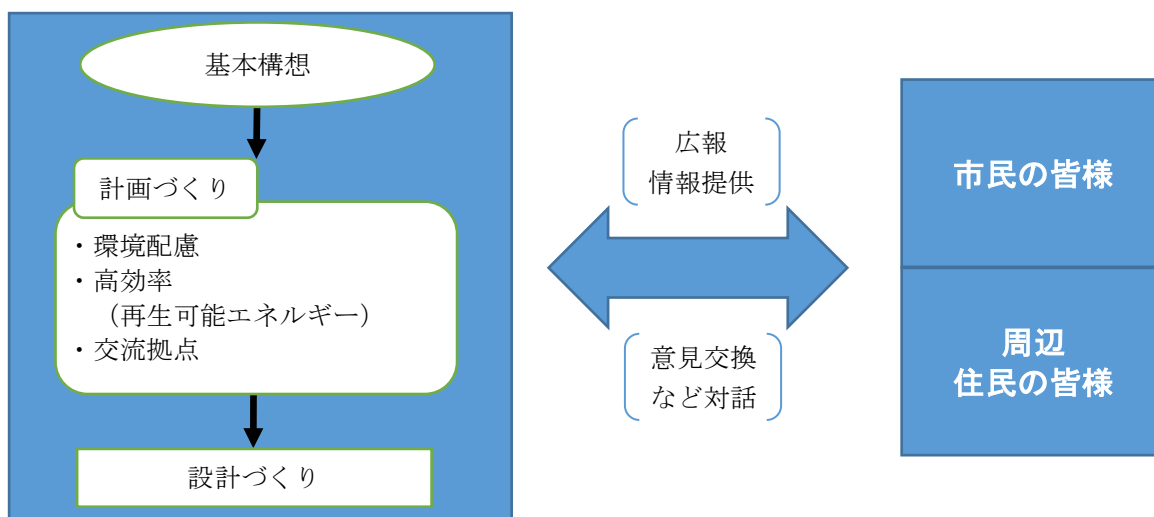 基本構想
計画づくり
・環境配慮
・高効率
（再生可能エネルギー）
・交流拠点
設計づくり
広報
情報提供
意見交換
など対話
市民の皆様
周辺
住民の皆様